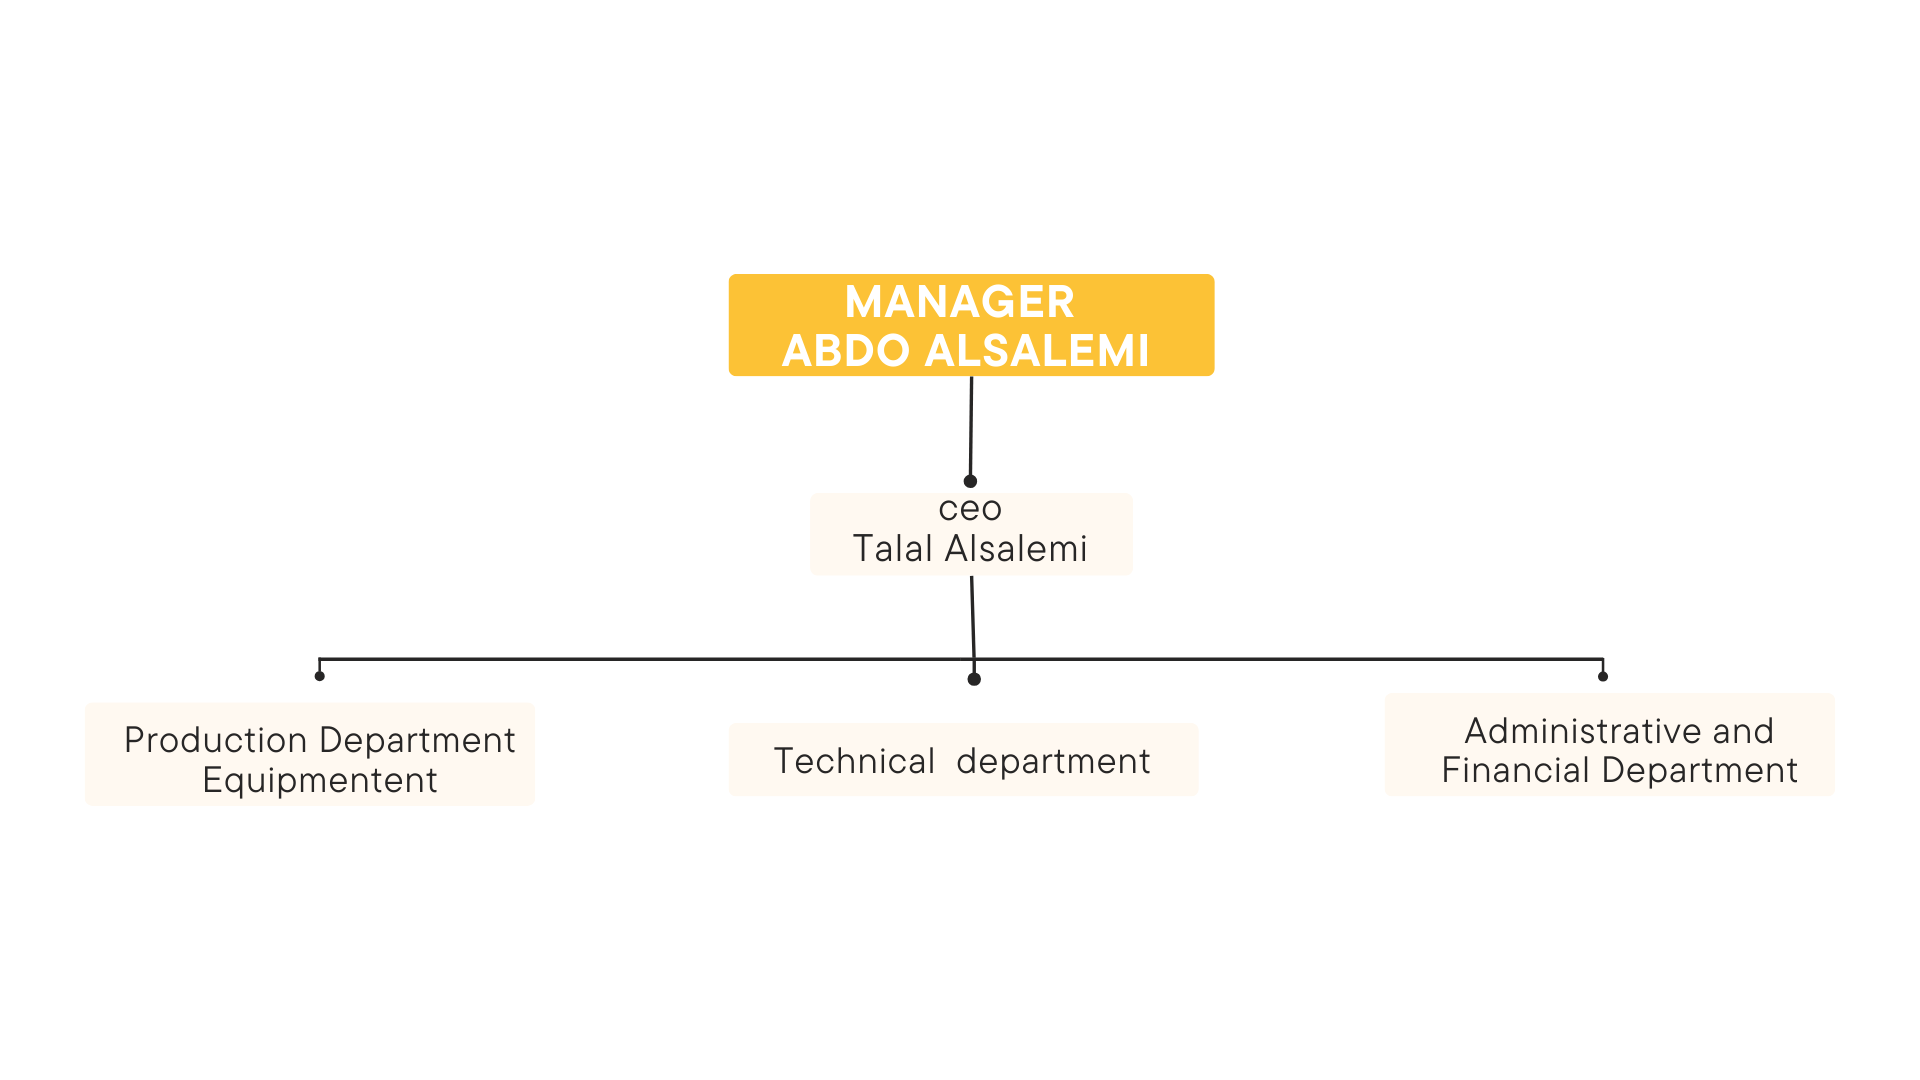 MANAGER
ABDO ALSALEMI
ceo
Talal Alsalemi
Production Department
Equipmentent
Technical department
Administrative and
Financial Department